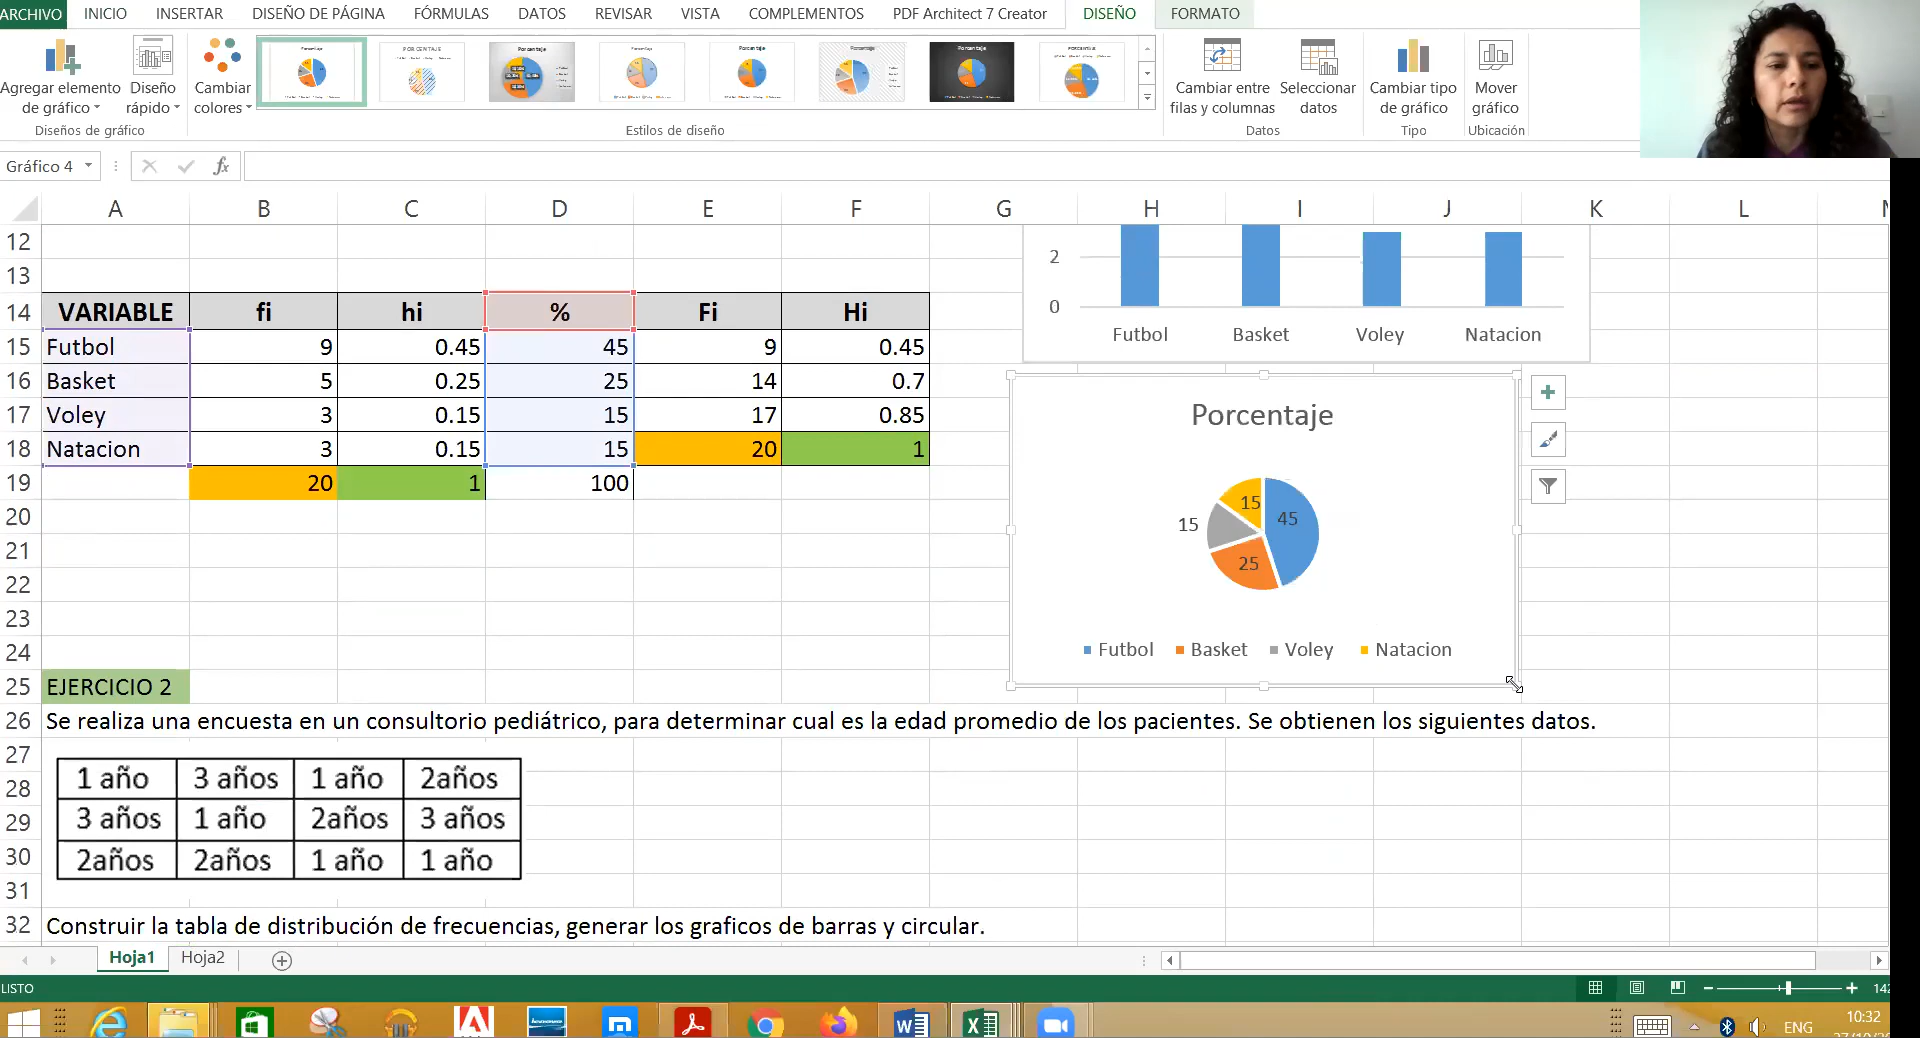 ARCHIVO INICIO INSERTAR DISEÑO DE PÁGINA FÓRMULAS DATOS REVISAR VISTA COMPLEMENTOS PDF Architect 7 Creator DISEÑO FORMATO
Agregar elemento de gráfico
Diseño rápido
Cambiar colores
Cambiar entre filas y columnas
Seleccionar datos
Cambiar tipo de gráfico
Mover gráfico
Diseños de gráfico Estilos de diseño Datos Tipo Ubicación
Gráfico 4 fx
A B C D E F G H I J K L
12
13
14 VARIABLE fi hi % Fi Hi
15 Futbol 9 0.45 45 9 0.45
16 Basket 5 0.25 25 14 0.7
17 Voley 3 0.15 15 17 0.85
18 Natacion 3 0.15 15 20 1
19 20 1 100
20
21
22
23
24
2
0
Futbol Basket Voley Natacion
Porcentaje
15 45
15
25
Futbol Basket Voley Natacion
25 EJERCICIO 2
26 Se realiza una encuesta en un consultorio pediátrico, para determinar cual es la edad promedio de los pacientes. Se obtienen los siguientes datos.
27
28
29
30
31
1 año 3 años 1 año 2años
3 años 1 año 2años 3 años
2años 2años 1 año 1 año
32 Construir la tabla de distribución de frecuencias, generar los graficos de barras y circular.
Hoja1 Hoja2
LISTO
ENG
10:32